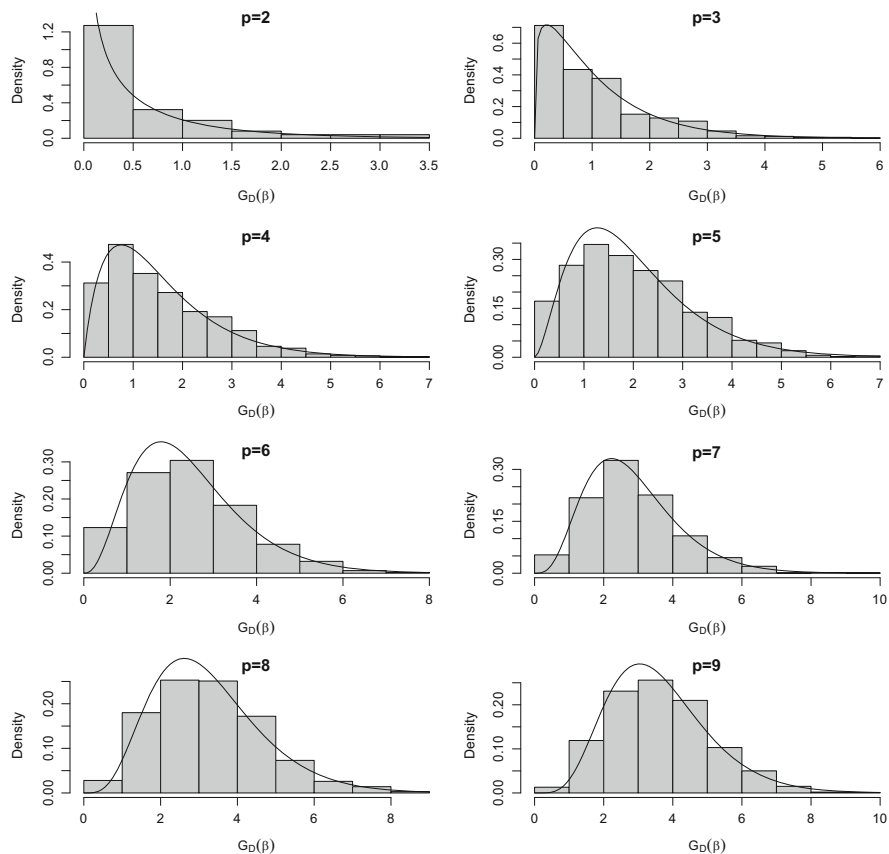 p=2
Density
0.0 0.4 0.8 1.2
0.0 0.5 1.0 1.5 2.0 2.5 3.0 3.5
G_D(β)
p=3
Density
0.0 0.2 0.4 0.6
0 1 2 3 4 5 6
G_D(β)
p=4
Density
0.0 0.2 0.4
0 1 2 3 4 5 6 7
G_D(β)
p=5
Density
0.00 0.15 0.30
0 1 2 3 4 5 6 7
G_D(β)
p=6
Density
0.00 0.10 0.20 0.30
0 2 4 6 8
G_D(β)
p=7
Density
0.00 0.15 0.30
0 2 4 6 8 10
G_D(β)
p=8
Density
0.00 0.10 0.20
0 2 4 6 8
G_D(β)
p=9
Density
0.00 0.10 0.20
0 2 4 6 8 10
G_D(β)